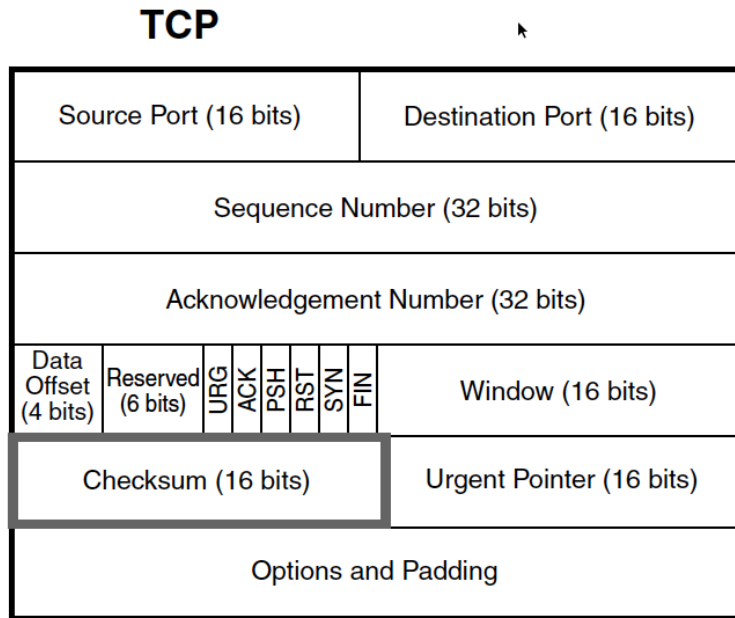 TCP
Source Port (16 bits)
Destination Port (16 bits)
Sequence Number (32 bits)
Acknowledgement Number (32 bits)
Data
Offset
(4 bits)
Reserved
(6 bits)
URG
ACK
PSH
RST
SYN
FIN
Window (16 bits)
Checksum (16 bits)
Urgent Pointer (16 bits)
Options and Padding